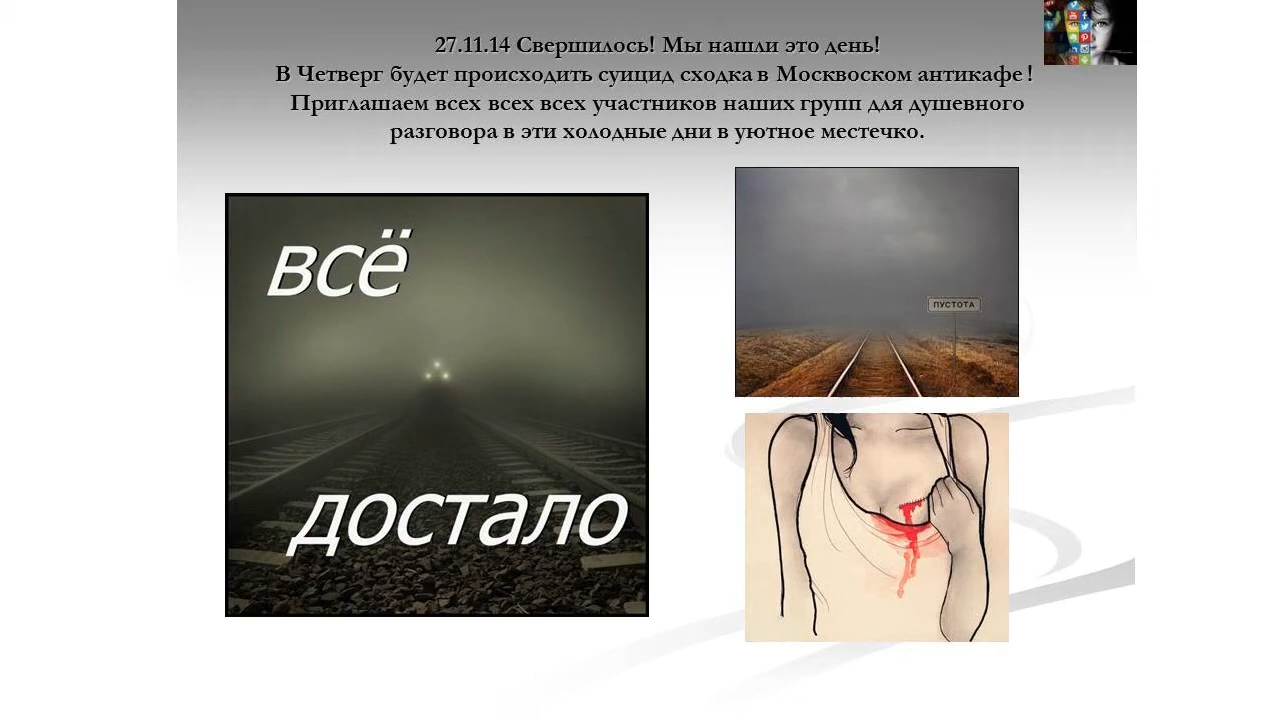 27.11.14 Свершилось! Мы нашли это день!
В Четверг будет происходить суицид сходка в Москвоском антикафе !
Приглашаем всех всех всех участников наших групп для душевного
разговора в эти холодные дни в уютное местечко.
всё
достало
ПУСТОТА